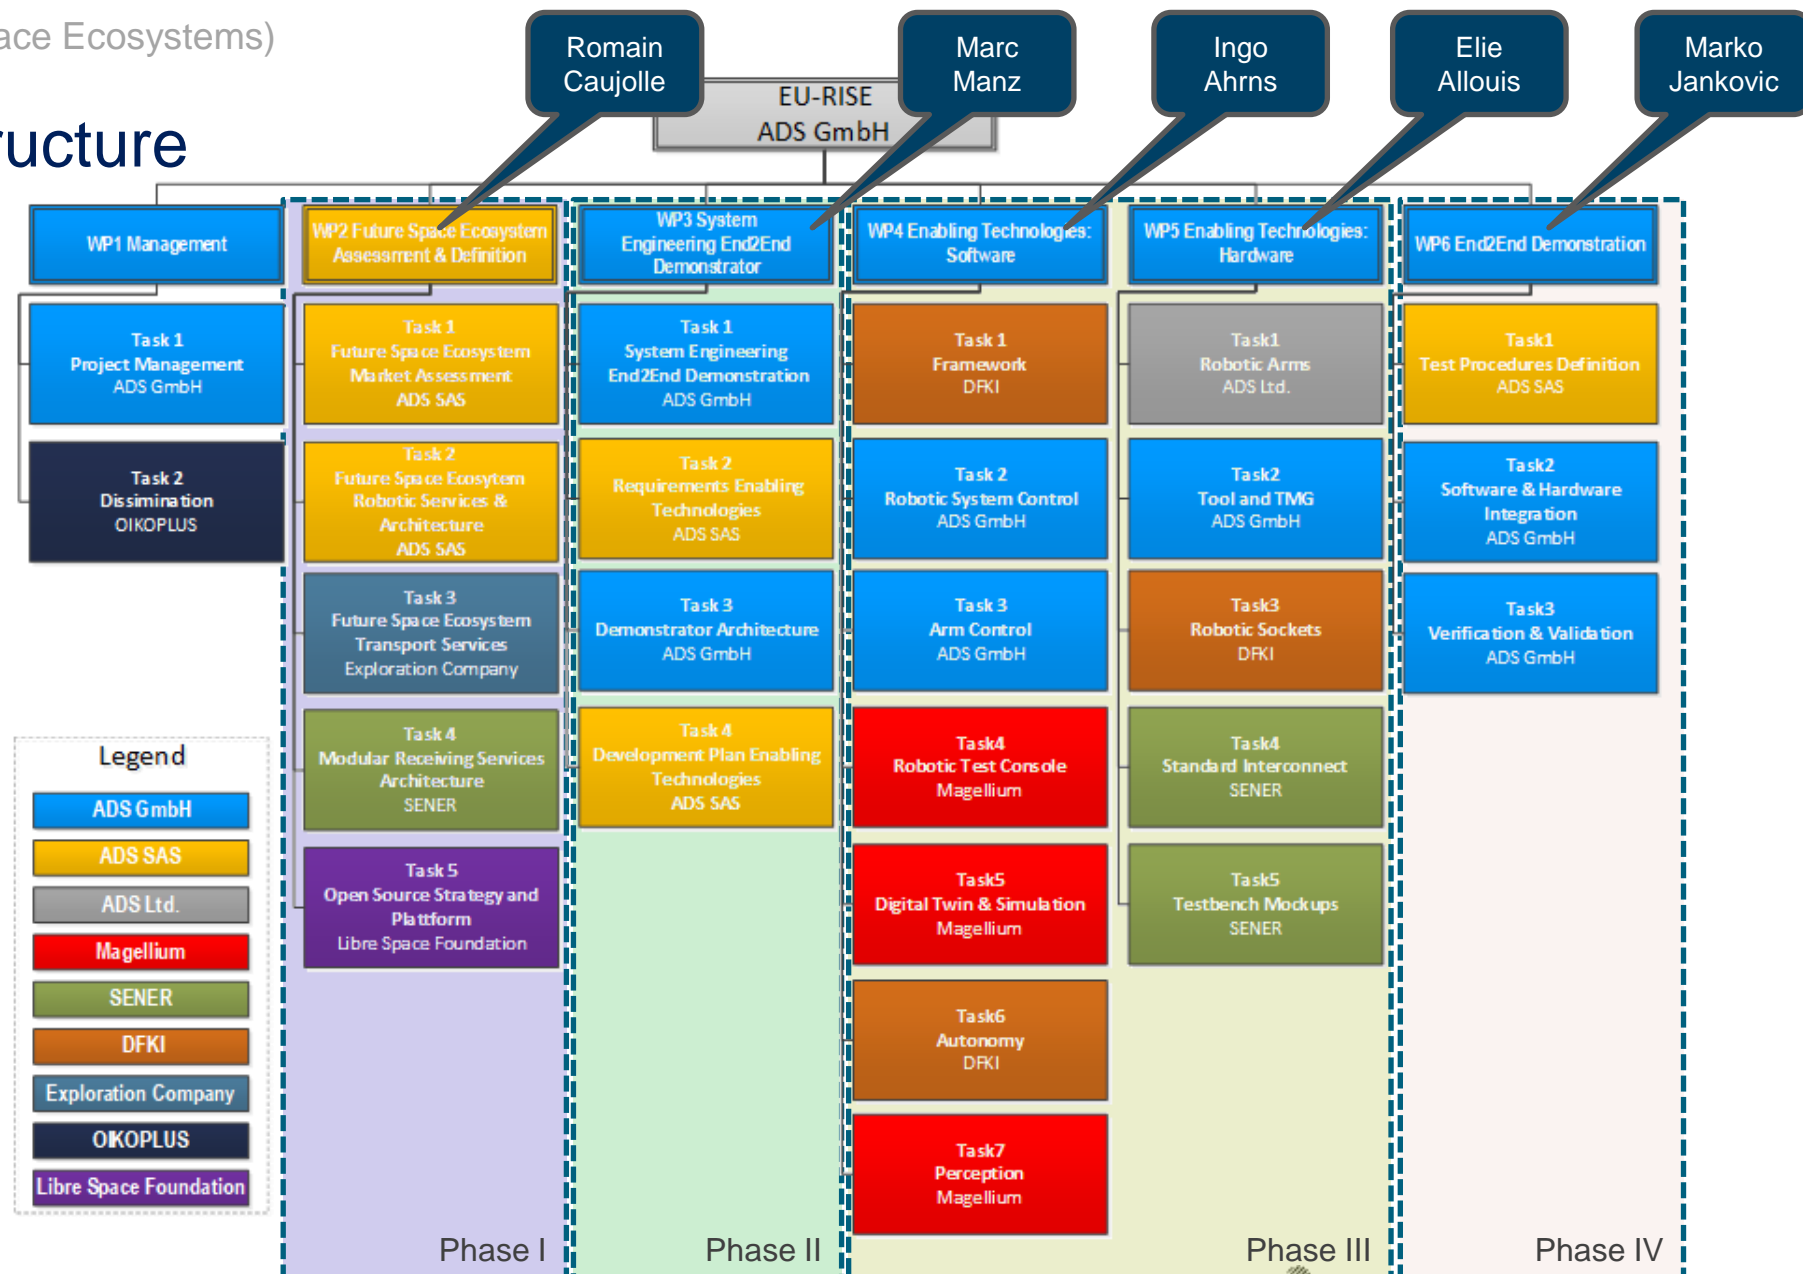 ace Ecosystems)
ructure
Romain
Caujolle
Marc
Manz
Ingo
Ahrns
Elie
Allouis
Marko
Jankovic
EU-RISE
ADS GmbH
WP1 Management
Task 1
Project Management
ADS GmbH
Task 2
Dissimination
OIKOPLUS
WP2 Future Space Ecosystem
Assessment & Definition
Task 1
Future Space Ecosystem
Market Assessment
ADS SAS
Task 2
Future Space Ecosytem
Robotic Services &
Architecture
ADS SAS
Task 3
Future Space Ecosystem
Transport Services
Exploration Company
Task 4
Modular Receiving Services
Architecture
SENER
Task 5
Open Source Strategy and
Plattform
Libre Space Foundation
Phase I
WP3 System
Engineering End2End
Demonstrator
Task 1
System Engineering
End2End Demonstration
ADS GmbH
Task 2
Requirements Enabling
Technologies
ADS SAS
Task 3
Demonstrator Architecture
ADS GmbH
Task 4
Development Plan Enabling
Technologies
ADS SAS
Phase II
WP4 Enabling Technologies:
Software
Task 1
Framework
DFKI
Task 2
Robotic System Control
ADS GmbH
Task 3
Arm Control
ADS GmbH
Task4
Robotic Test Console
Magellium
Task5
Digital Twin & Simulation
Magellium
Task6
Autonomy
DFKI
Task7
Perception
Magellium
WP5 Enabling Technologies:
Hardware
Task1
Robotic Arms
ADS Ltd.
Task2
Tool and TMG
ADS GmbH
Task3
Robotic Sockets
DFKI
Task4
Standard Interconnect
SENER
Task5
Testbench Mockups
SENER
Phase III
WP6 End2End Demonstration
Task1
Test Procedures Definition
ADS SAS
Task2
Software & Hardware
Integration
ADS GmbH
Task3
Verification & Validation
ADS GmbH
Phase IV
Legend
ADS GmbH
ADS SAS
ADS Ltd.
Magellium
SENER
DFKI
Exploration Company
OIKOPLUS
Libre Space Foundation